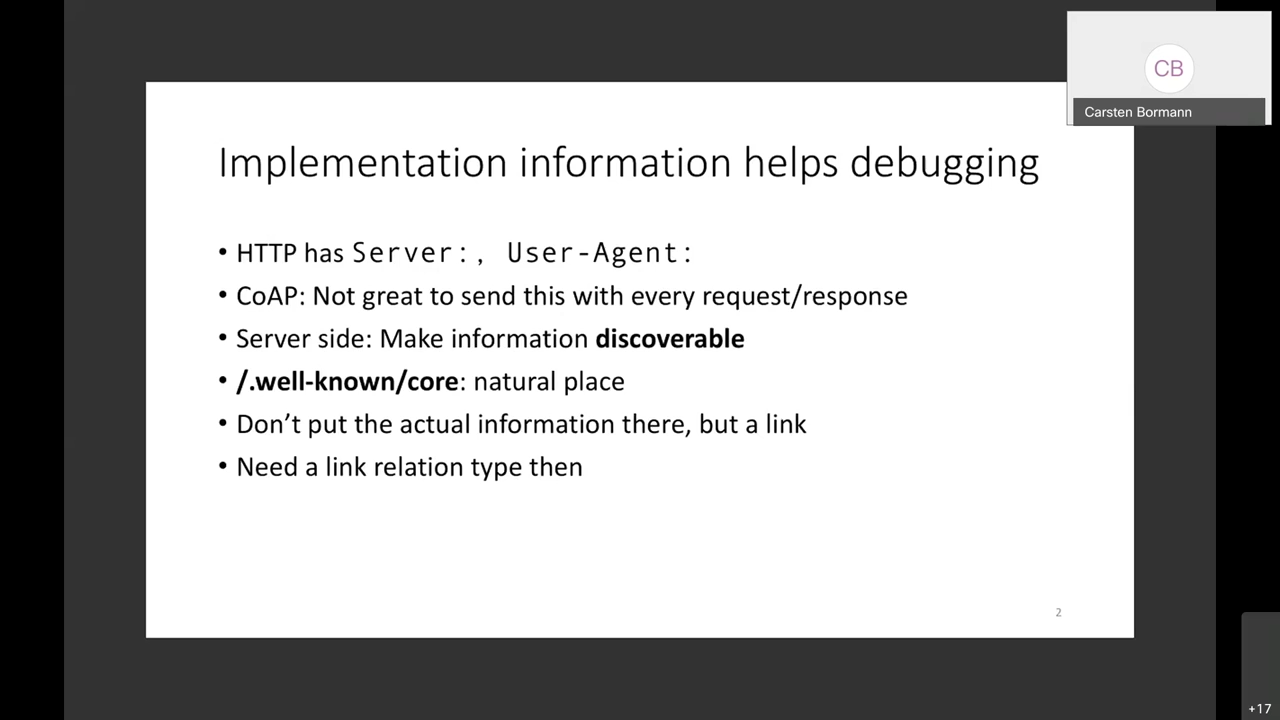 CB
Carsten Bormann
Implementation information helps debugging
• HTTP has Server:, User-Agent:
• CoAP: Not great to send this with every request/response
• Server side: Make information discoverable
• /.well-known/core: natural place
• Don’t put the actual information there, but a link
• Need a link relation type then
2
+17